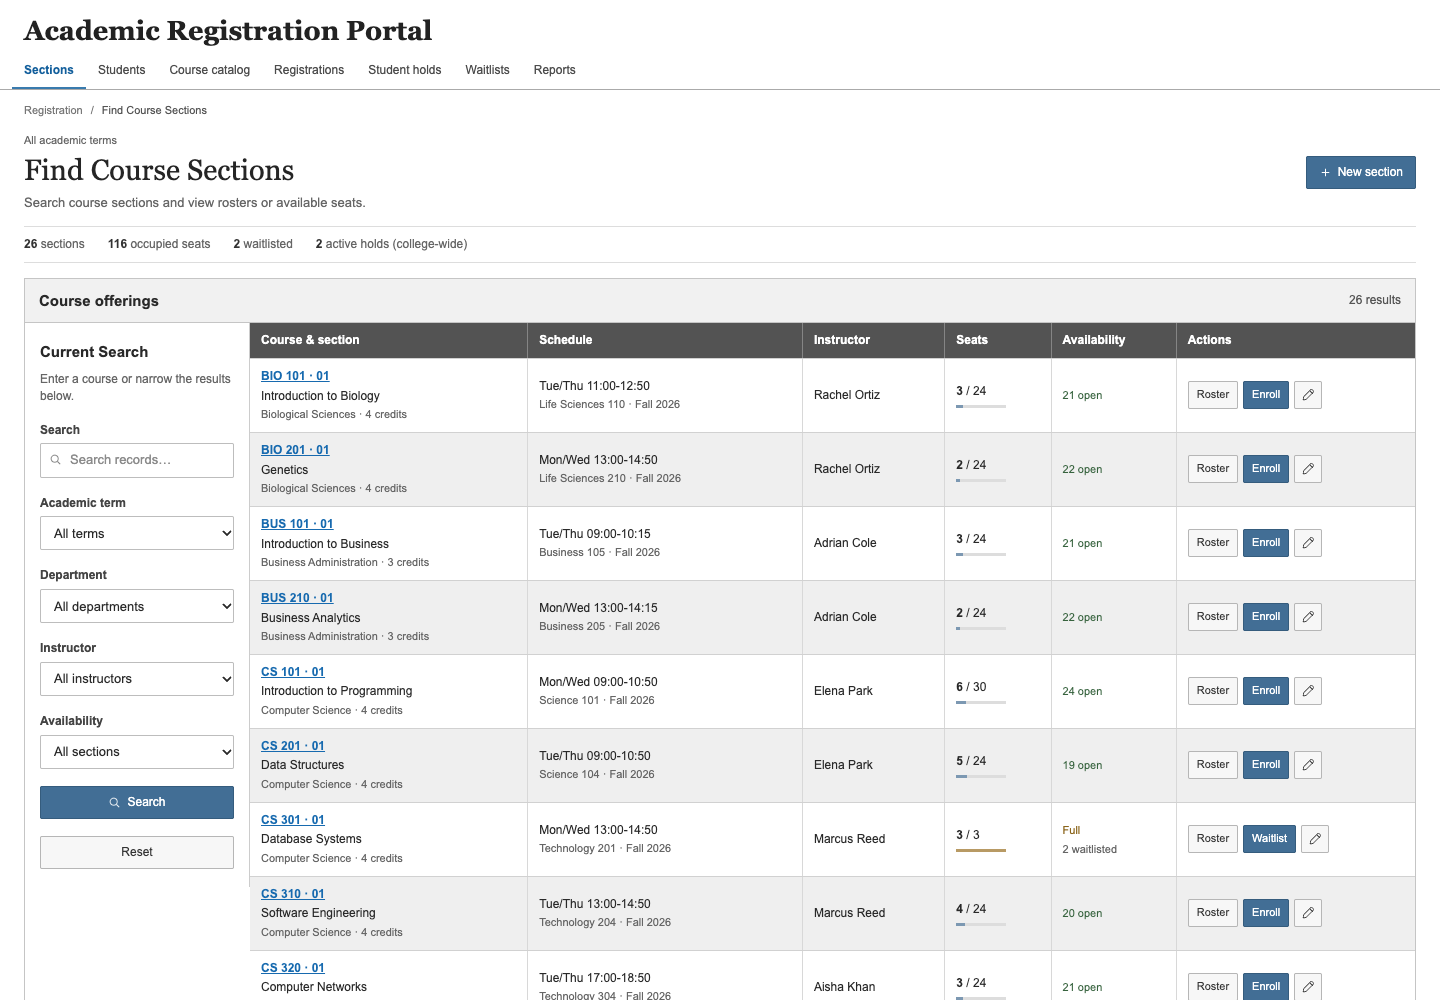 Academic Registration Portal
Sections Students Course catalog Registrations Student holds Waitlists Reports
Registration / Find Course Sections
All academic terms
Find Course Sections
+ New section
Search course sections and view rosters or available seats.
26 sections 116 occupied seats 2 waitlisted 2 active holds (college-wide)
Course offerings
26 results
Current Search
Enter a course or narrow the results
below.
Search
Search records…
Academic term
All terms
Department
All departments
Instructor
All instructors
Availability
All sections
Search
Reset
Course & section Schedule Instructor Seats Availability Actions
BIO 101 · 01
Introduction to Biology
Biological Sciences · 4 credits
Tue/Thu 11:00-12:50
Life Sciences 110 · Fall 2026
Rachel Ortiz
3 / 24
21 open
Roster Enroll
BIO 201 · 01
Genetics
Biological Sciences · 4 credits
Mon/Wed 13:00-14:50
Life Sciences 210 · Fall 2026
Rachel Ortiz
2 / 24
22 open
Roster Enroll
BUS 101 · 01
Introduction to Business
Business Administration · 3 credits
Tue/Thu 09:00-10:15
Business 105 · Fall 2026
Adrian Cole
3 / 24
21 open
Roster Enroll
BUS 210 · 01
Business Analytics
Business Administration · 3 credits
Mon/Wed 13:00-14:15
Business 205 · Fall 2026
Adrian Cole
2 / 24
22 open
Roster Enroll
CS 101 · 01
Introduction to Programming
Computer Science · 4 credits
Mon/Wed 09:00-10:50
Science 101 · Fall 2026
Elena Park
6 / 30
24 open
Roster Enroll
CS 201 · 01
Data Structures
Computer Science · 4 credits
Tue/Thu 09:00-10:50
Science 104 · Fall 2026
Elena Park
5 / 24
19 open
Roster Enroll
CS 301 · 01
Database Systems
Computer Science · 4 credits
Mon/Wed 13:00-14:50
Technology 201 · Fall 2026
Marcus Reed
3 / 3
Full
2 waitlisted
Roster Waitlist
CS 310 · 01
Software Engineering
Computer Science · 4 credits
Tue/Thu 13:00-14:50
Technology 204 · Fall 2026
Marcus Reed
4 / 24
20 open
Roster Enroll
CS 320 · 01
Computer Networks
Tue/Thu 17:00-18:50
Technology 304 · Fall 2026
Aisha Khan
3 / 24
21 open
Roster Enroll